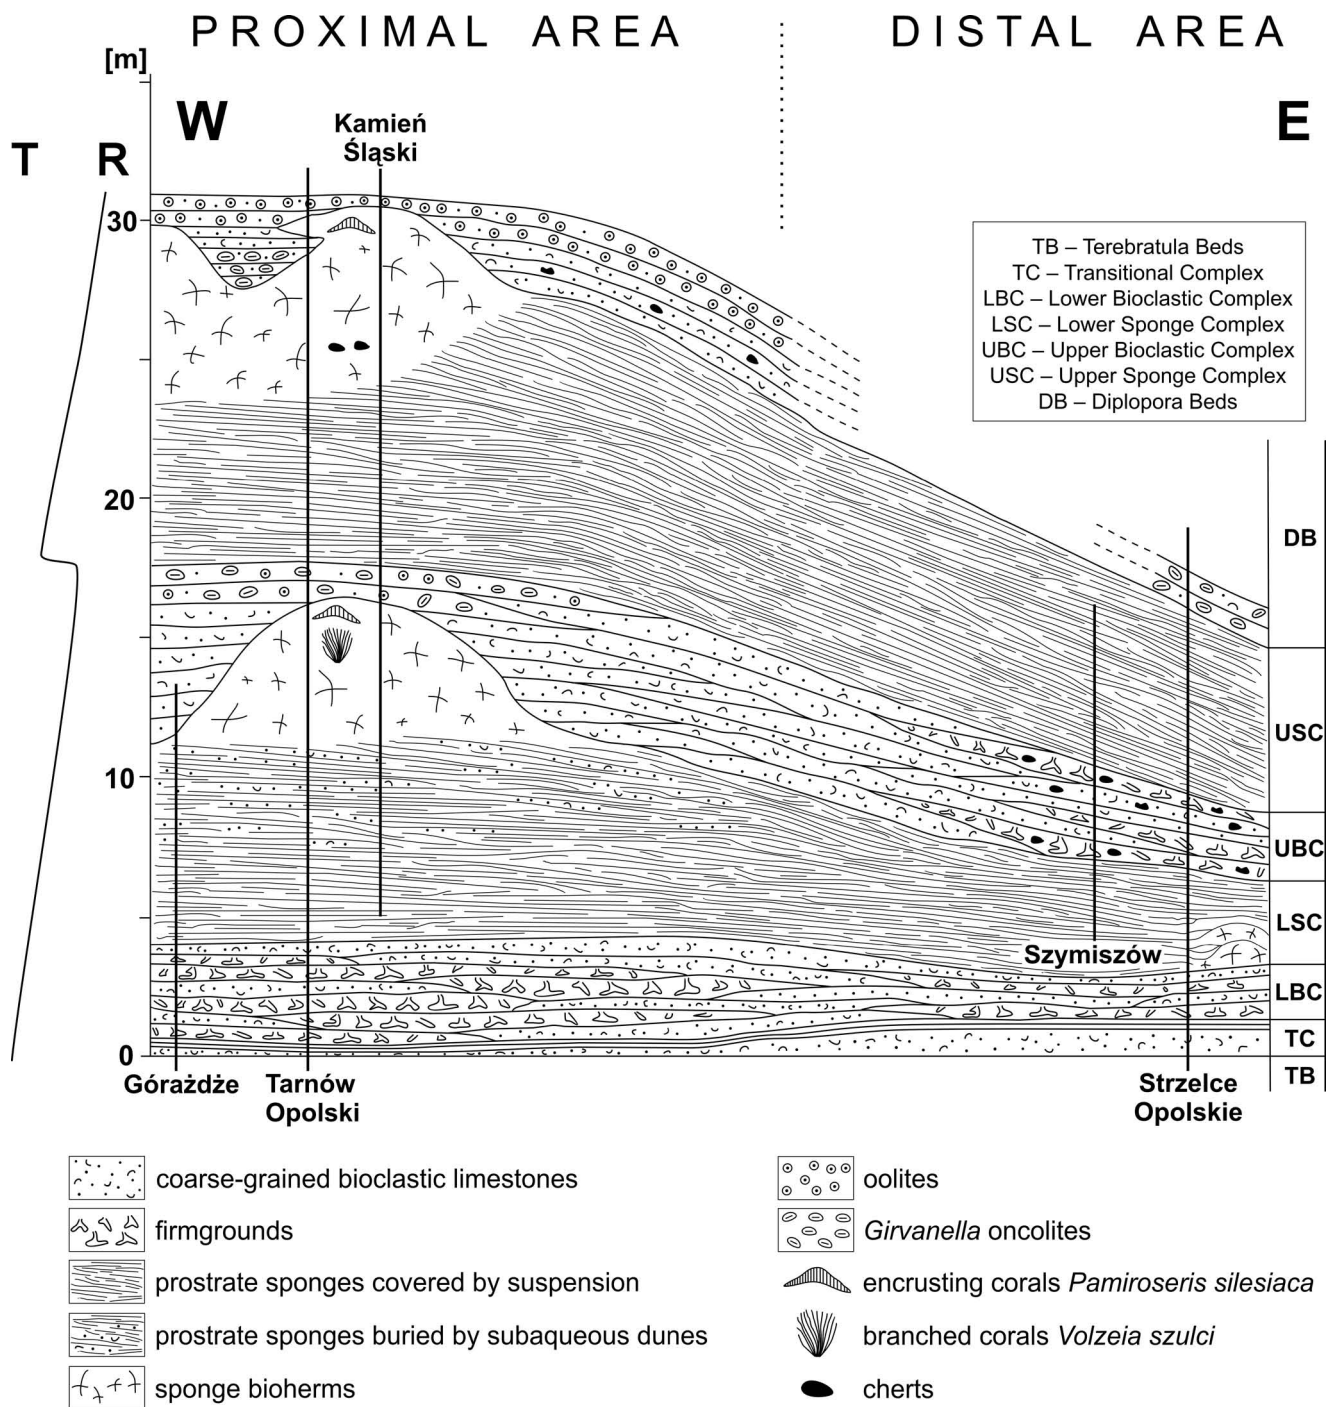 PROXIMAL AREA
DISTAL AREA
[m]
W
E
Kamień
Śląski
T R
30
20
10
0
TB – Terebratula Beds
TC – Transitional Complex
LBC – Lower Bioclastic Complex
LSC – Lower Sponge Complex
UBC – Upper Bioclastic Complex
USC – Upper Sponge Complex
DB – Diplopora Beds
DB
USC
UBC
LSC
LBC
TC
TB
Szymiszów
Górażdże
Tarnów
Opolski
Strzelce
Opolskie
coarse-grained bioclastic limestones
firmgrounds
prostrate sponges covered by suspension
prostrate sponges buried by subaqueous dunes
sponge bioherms
oolites
Girvanella oncolites
encrusting corals Pamiroseris silesiaca
branched corals Volzeia szulci
cherts